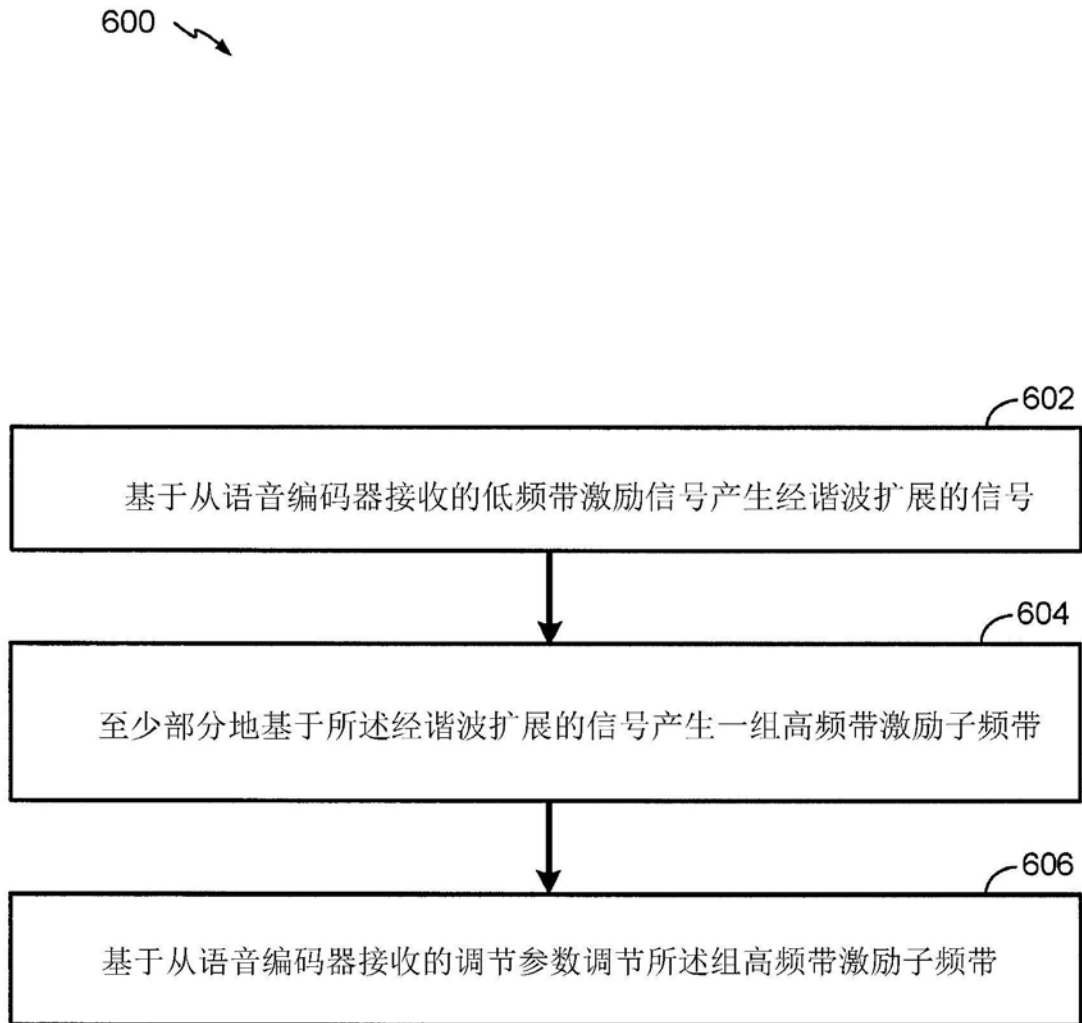 600
602
基于从语音编码器接收的低频带激励信号产生经谐波扩展的信号
604
至少部分地基于所述经谐波扩展的信号产生一组高频带激励子频带
606
基于从语音编码器接收的调节参数调节所述组高频带激励子频带